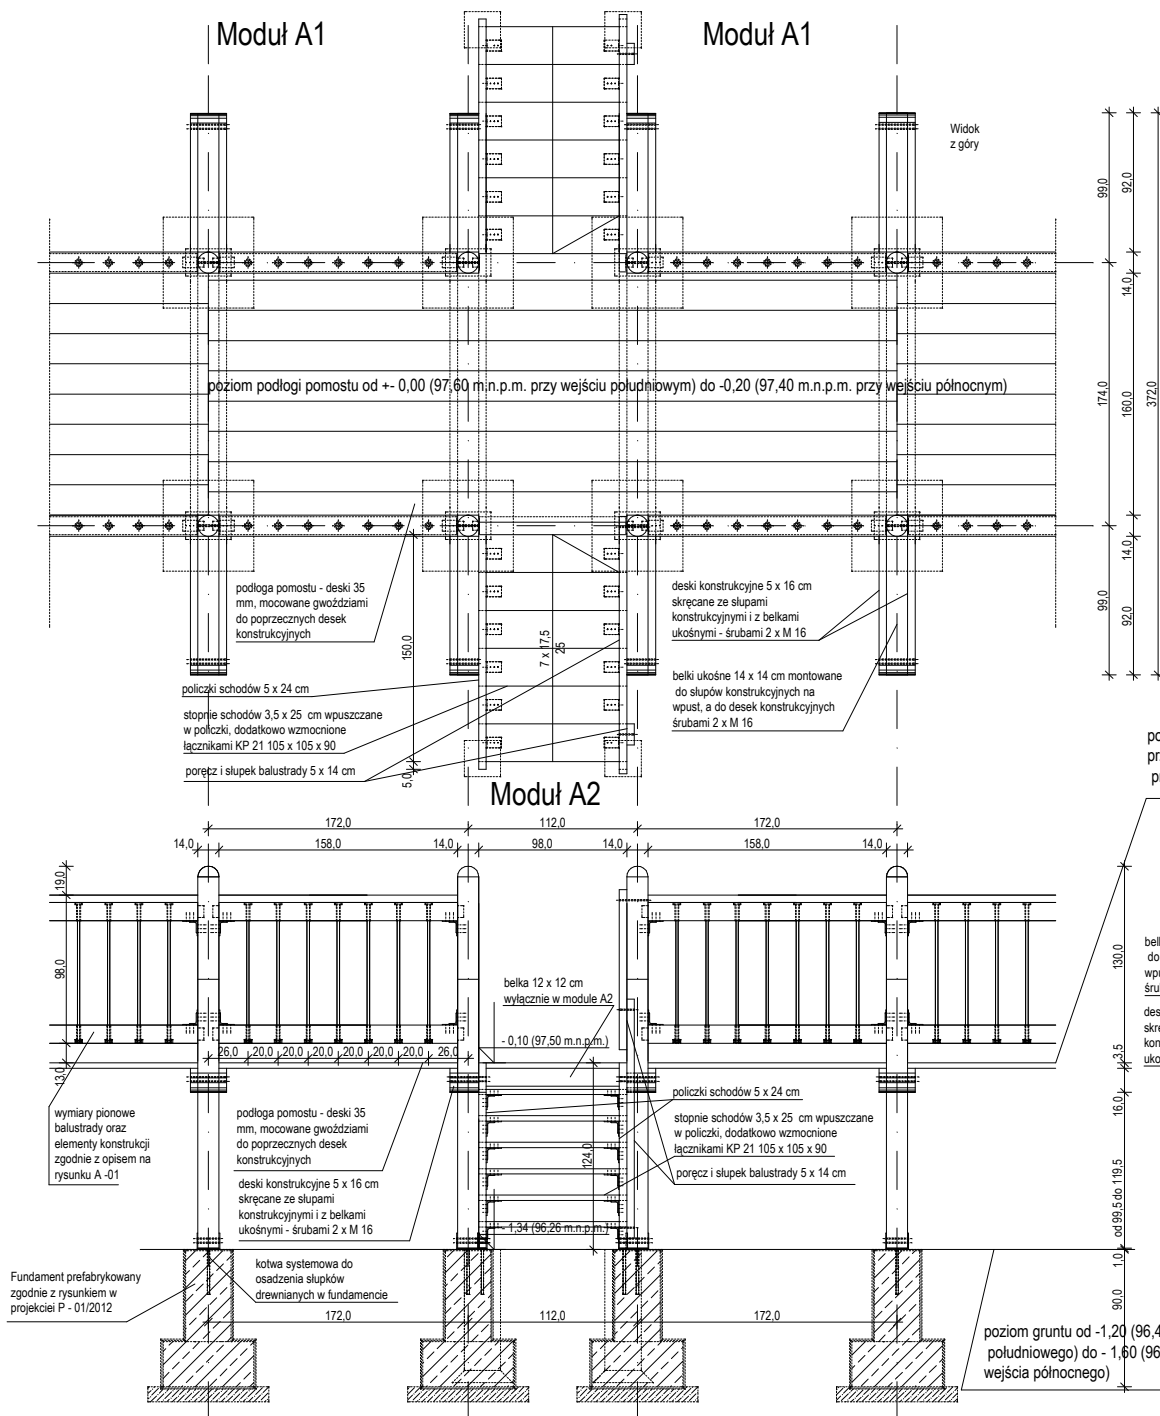 Moduł A1
Moduł A1
Widok
z góry
99,0
92,0
14,0
174,0
160,0
372,0
14,0
99,0
92,0
poziom podłogi pomostu od +- 0,00 (97,60 m.n.p.m. przy wejściu południowym) do -0,20 (97,40 m.n.p.m. przy wejściu północnym)
podłoga pomostu - deski 35
mm, mocowane gwoździami
do poprzecznych desek
konstrukcyjnych
150,0
5,0
7 x 17,5
25
deski konstrukcyjne 5 x 16 cm
skręcane ze słupami
konstrukcyjnymi i z belkami
ukośnymi - śrubami 2 x M 16
policzki schodów 5 x 24 cm
stopnie schodów 3,5 x 25 cm wpuszczane
w policzki, dodatkowo wzmocnione
łącznikami KP 21 105 x 105 x 90
poręcz i słupek balustrady 5 x 14 cm
belki ukośne 14 x 14 cm montowane
do słupów konstrukcyjnych na
wpust, a do desek konstrukcyjnych
śrubami 2 x M 16
Moduł A2
172,0
112,0
172,0
14,0
158,0
14,0
98,0
14,0
158,0
14,0
19,0
98,0
13,0
26,0
20,0
20,0
20,0
20,0
20,0
20,0
26,0
belka 12 x 12 cm
wyłącznie w module A2
- 0,10 (97,50 m.n.p.m.)
124,0
- 1,34 (96,26 m.n.p.m.)
130,0
3,5
16,0
od 99,5 do 119,5
1,0
90,0
wymiary pionowe
balustrady oraz
elementy konstrukcji
zgodnie z opisem na
rysunku A -01
podłoga pomostu - deski 35
mm, mocowane gwoździami
do poprzecznych desek
konstrukcyjnych
deski konstrukcyjne 5 x 16 cm
skręcane ze słupami
konstrukcyjnymi i z belkami
ukośnymi - śrubami 2 x M 16
policzki schodów 5 x 24 cm
stopnie schodów 3,5 x 25 cm wpuszczane
w policzki, dodatkowo wzmocnione
łącznikami KP 21 105 x 105 x 90
poręcz i słupek balustrady 5 x 14 cm
Fundament prefabrykowany
zgodnie z rysunkiem w
projekciei P - 01/2012
kotwa systemowa do
osadzenia słupków
drewnianych w fundamencie
172,0
112,0
172,0
poziom gruntu od -1,20 (96,4
południowego) do - 1,60 (96
wejścia północnego)